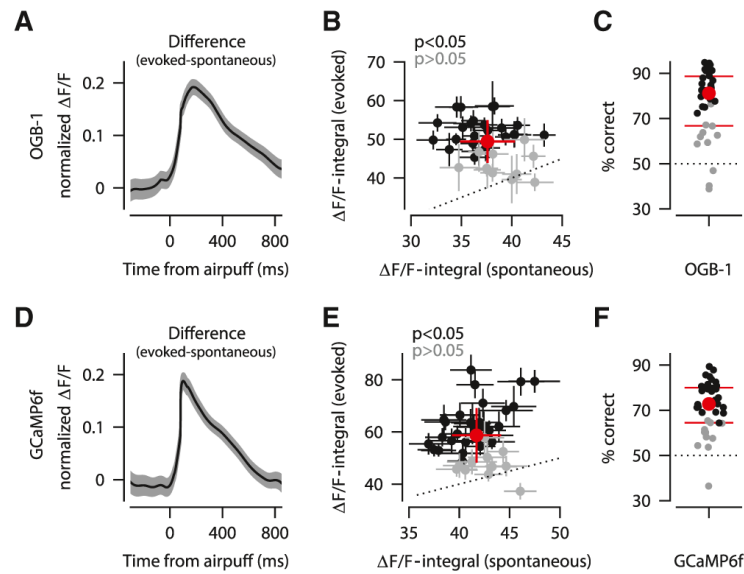 A
Difference
(evoked-spontaneous)
OGB-1
normalized ΔF/F
0.2
0.1
0
0
400
800
Time from airpuff (ms)
B
p<0.05
p>0.05
ΔF/F-integral (evoked)
70
60
50
40
30
35
40
45
ΔF/F-integral (spontaneous)
C
% correct
90
70
50
30
OGB-1
D
Difference
(evoked-spontaneous)
GCaMP6f
normalized ΔF/F
0.2
0.1
0
0
400
800
Time from airpuff (ms)
E
p<0.05
p>0.05
ΔF/F-integral (evoked)
80
60
40
35
40
45
50
ΔF/F-integral (spontaneous)
F
% correct
90
70
50
30
GCaMP6f